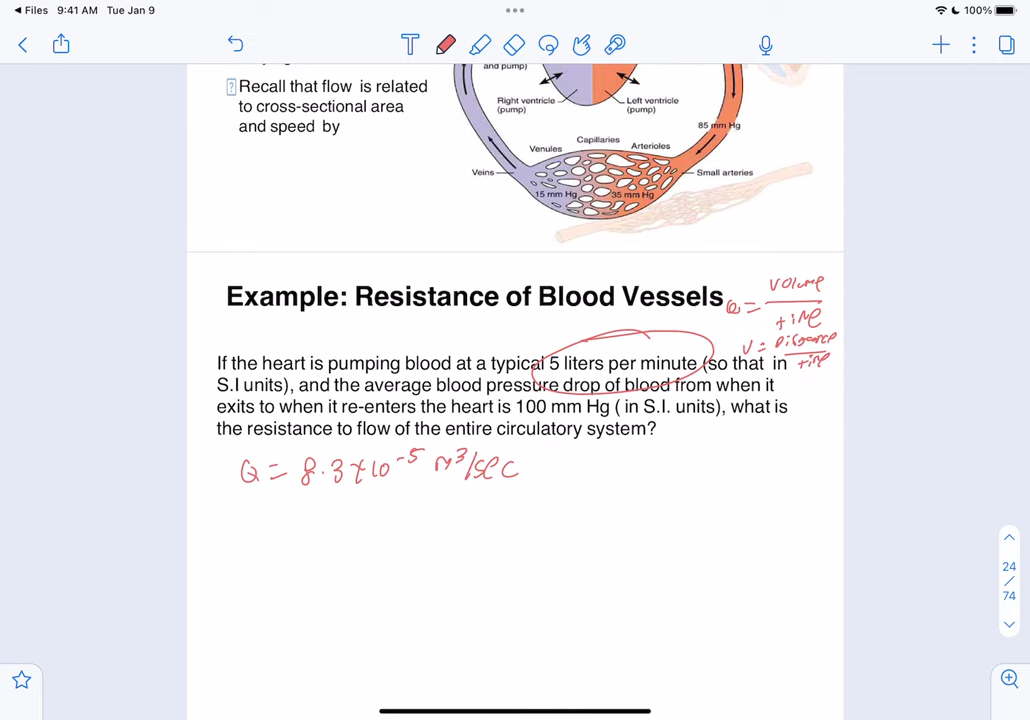 Files 9:41 AM Tue Jan 9 100%
and pump)
Recall that flow is related
to cross-sectional area
and speed by
Right ventricle
(pump)
Left ventricle
(pump)
85 mm Hg
Capillaries
Venules
Arterioles
Veins
Small arteries
15 mm Hg
35 mm Hg
Example: Resistance of Blood Vessels
Q = volume
time
V = Distance
time
If the heart is pumping blood at a typical 5 liters per minute (so that in
S.I units), and the average blood pressure drop of blood from when it
exits to when it re-enters the heart is 100 mm Hg ( in S.I. units), what is
the resistance to flow of the entire circulatory system?
Q = 8.3 x 10^-5 m^3/sec
24
/
74